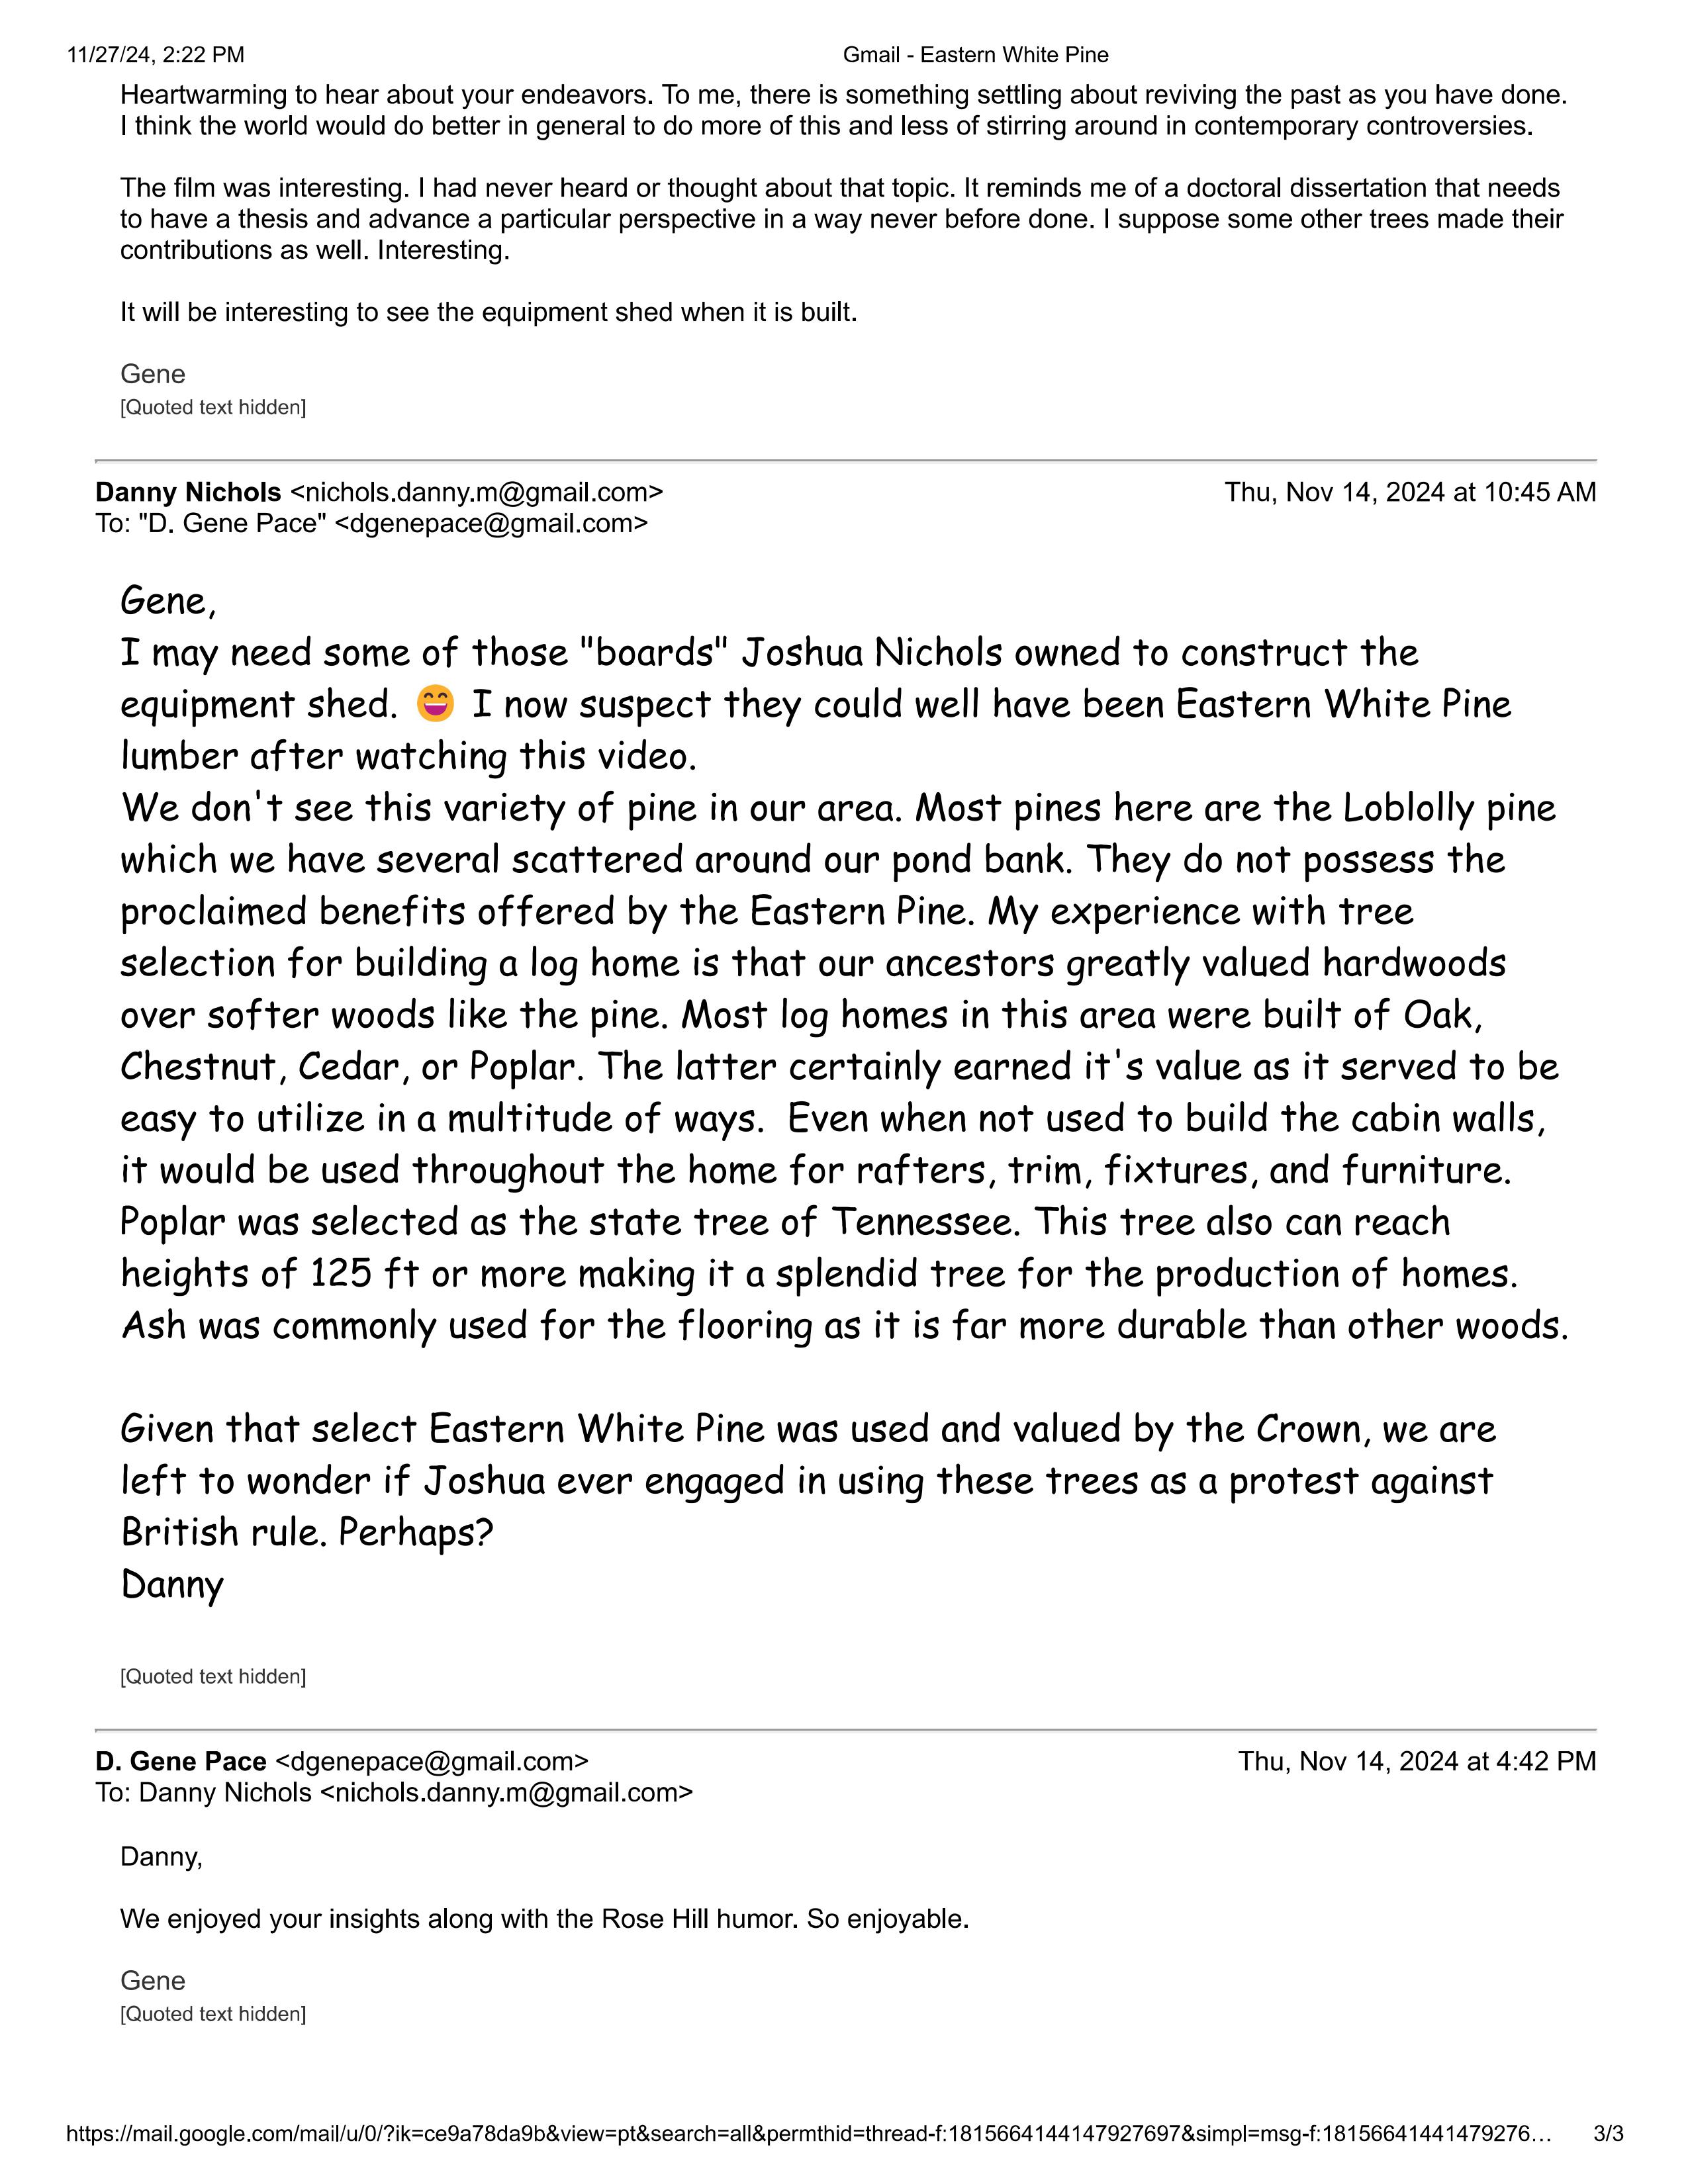 11/27/24, 2:22 PM
Gmail - Eastern White Pine
Heartwarming to hear about your endeavors. To me, there is something settling about reviving the past as you have done.
I think the world would do better in general to do more of this and less of stirring around in contemporary controversies.
The film was interesting. I had never heard or thought about that topic. It reminds me of a doctoral dissertation that needs
to have a thesis and advance a particular perspective in a way never before done. I suppose some other trees made their
contributions as well. Interesting.
It will be interesting to see the equipment shed when it is built.
Gene
[Quoted text hidden]
Danny Nichols <nichols.danny.m@gmail.com>
Thu, Nov 14, 2024 at 10:45 AM
To: "D. Gene Pace" <dgenepace@gmail.com>
Gene,
I may need some of those "boards" Joshua Nichols owned to construct the
equipment shed. 😄 I now suspect they could well have been Eastern White Pine
lumber after watching this video.
We don't see this variety of pine in our area. Most pines here are the Loblolly pine
which we have several scattered around our pond bank. They do not possess the
proclaimed benefits offered by the Eastern Pine. My experience with tree
selection for building a log home is that our ancestors greatly valued hardwoods
over softer woods like the pine. Most log homes in this area were built of Oak,
Chestnut, Cedar, or Poplar. The latter certainly earned it's value as it served to be
easy to utilize in a multitude of ways.  Even when not used to build the cabin walls,
it would be used throughout the home for rafters, trim, fixtures, and furniture.
Poplar was selected as the state tree of Tennessee. This tree also can reach
heights of 125 ft or more making it a splendid tree for the production of homes.
Ash was commonly used for the flooring as it is far more durable than other woods.
Given that select Eastern White Pine was used and valued by the Crown, we are
left to wonder if Joshua ever engaged in using these trees as a protest against
British rule. Perhaps?
Danny
[Quoted text hidden]
D. Gene Pace <dgenepace@gmail.com>
Thu, Nov 14, 2024 at 4:42 PM
To: Danny Nichols <nichols.danny.m@gmail.com>
Danny,
We enjoyed your insights along with the Rose Hill humor. So enjoyable.
Gene
[Quoted text hidden]
https://mail.google.com/mail/u/0/?ik=ce9a78da9b&view=pt&search=all&permthid=thread-f:1815664144147927697&simpl=msg-f:18156641441479276…
3/3